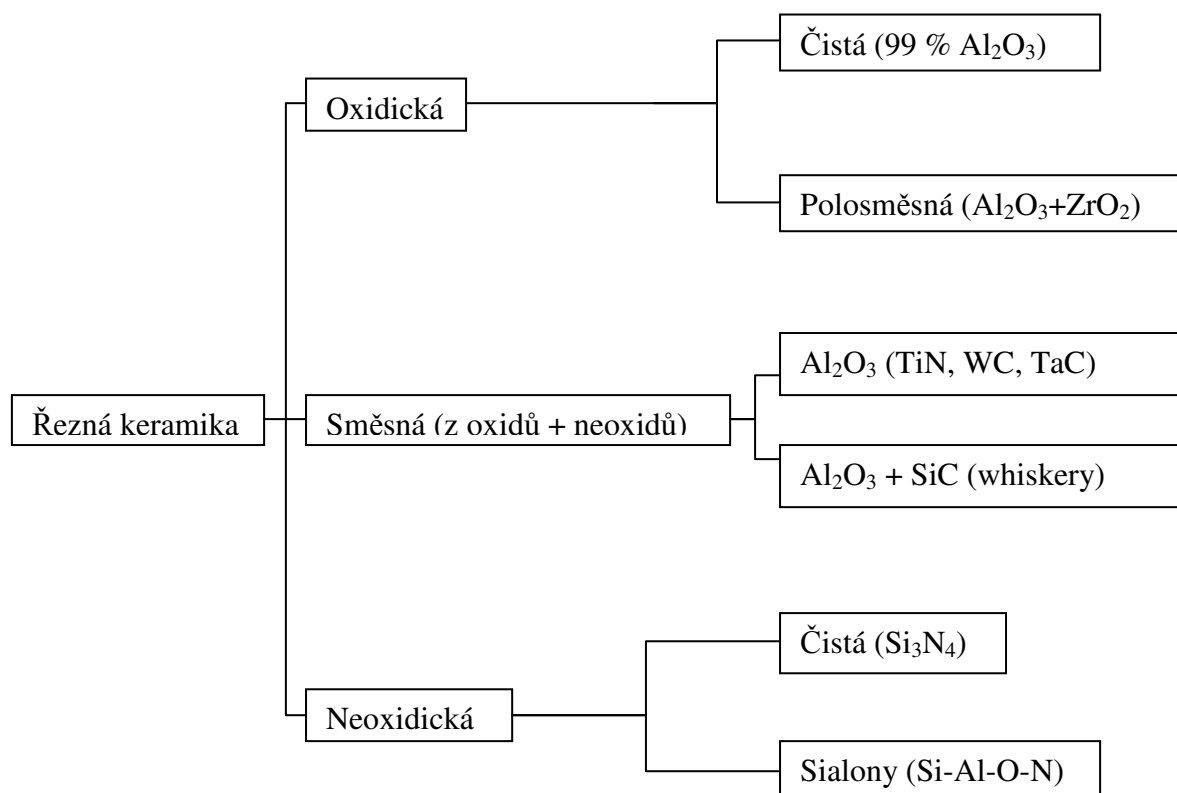 Čistá (99 % Al₂O₃)
Oxidická
Polosměsná (Al₂O₃+ZrO₂)
Al₂O₃ (TiN, WC, TaC)
Řezná keramika
Směsná (z oxidů + neoxidů)
Al₂O₃ + SiC (whiskery)
Čistá (Si₃N₄)
Neoxidická
Sialony (Si-Al-O-N)